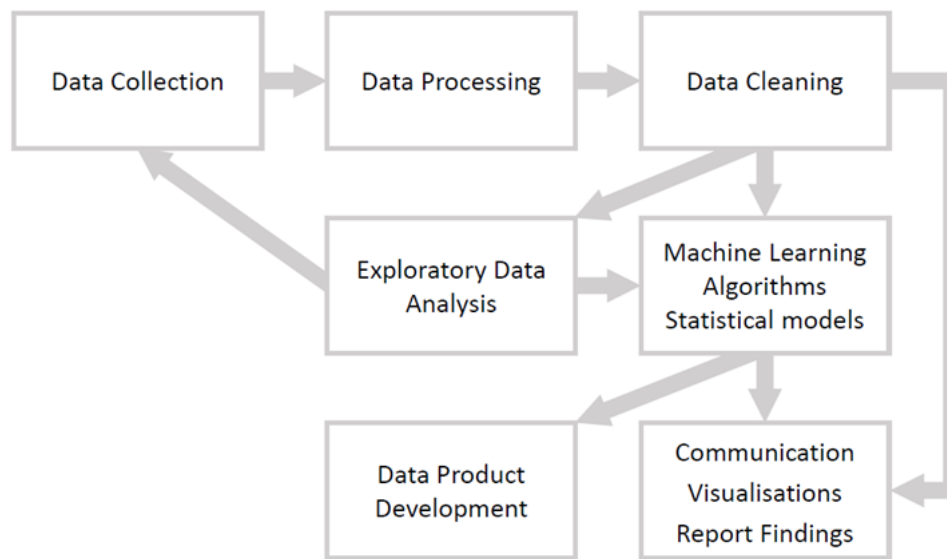 Data Collection
Data Processing
Data Cleaning
Exploratory Data
Analysis
Machine Learning
Algorithms
Statistical models
Data Product
Development
Communication
Visualisations
Report Findings